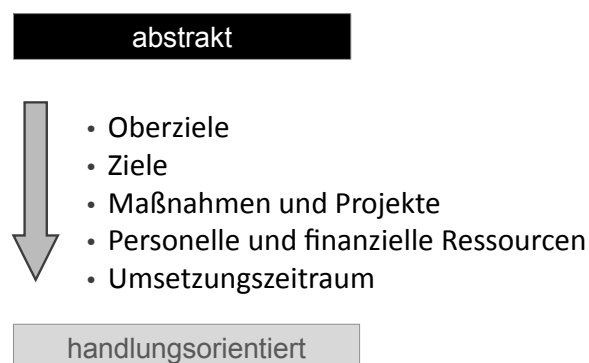 abstrakt
• Oberziele
• Ziele
• Maßnahmen und Projekte
• Personelle und finanzielle Ressourcen
• Umsetzungszeitraum
handlungsorientiert